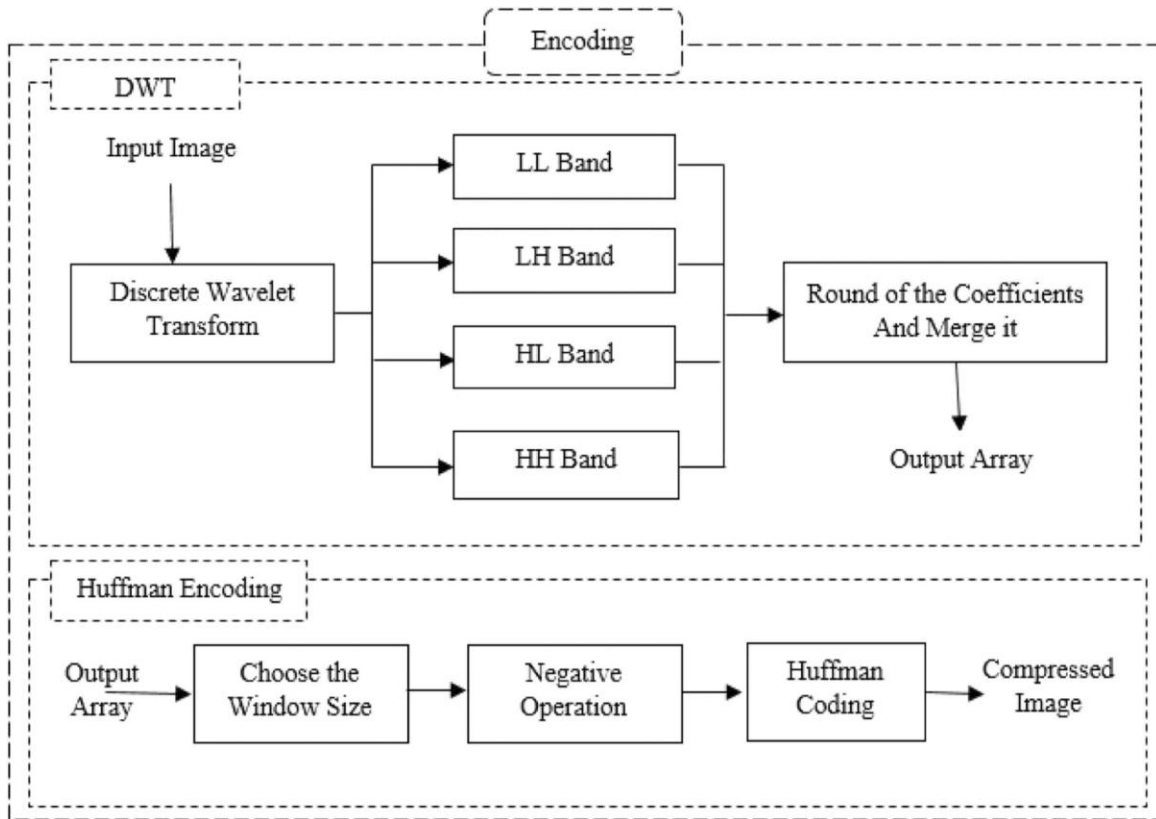 Encoding
DWT
Input Image
Discrete Wavelet
Transform
LL Band
LH Band
HL Band
HH Band
Round of the Coefficients
And Merge it
Output Array
Huffman Encoding
Output
Array
Choose the
Window Size
Negative
Operation
Huffman
Coding
Compressed
Image